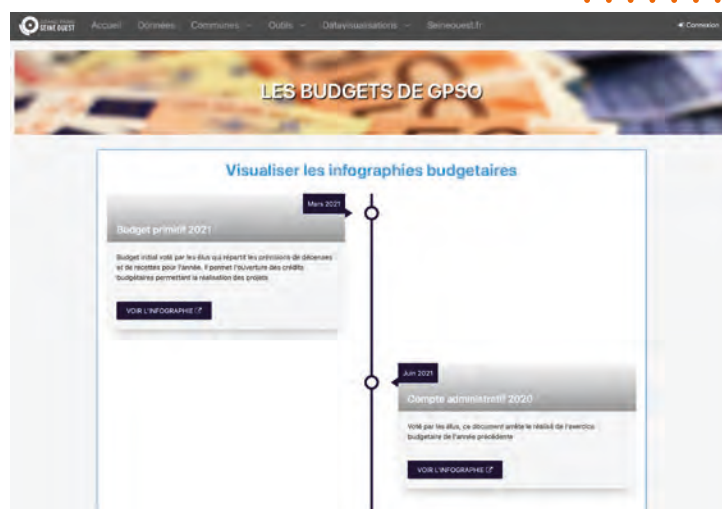 SEINE OUEST
Accueil Données Communes Outils Datavisualisations Seineouest.fr Connexion
LES BUDGETS DE GPSO
Visualiser les infographies budgetaires
Mars 2021
Budget primitif 2021
Budget initial voté par les élus qui répartit les prévisions de dépenses
et de recettes pour l'année. Il permet l'ouverture des crédits
budgétaires permettant la réalisation des projets
VOIR L'INFOGRAPHIE
Juin 2021
Compte administratif 2020
Voté par les élus, ce document arrête le réalisé de l'exercice
budgetaire de l'année précédente
VOIR L'INFOGRAPHIE